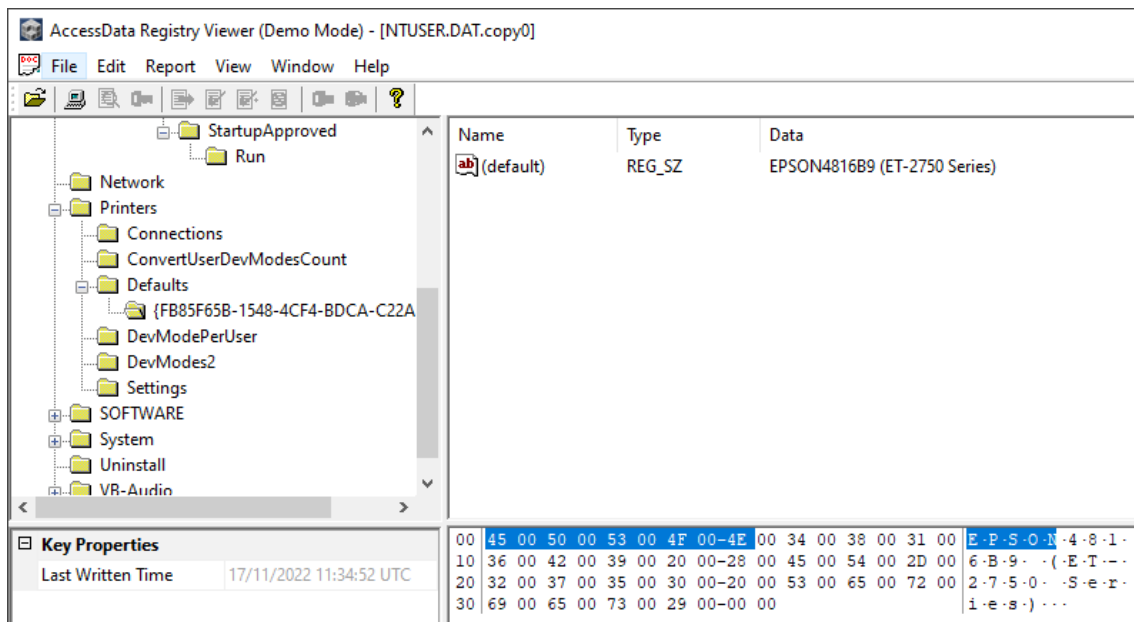 AccessData Registry Viewer (Demo Mode) - [NTUSER.DAT.copy0]
File Edit Report View Window Help
StartupApproved
Run
Network
Printers
Connections
ConvertUserDevModesCount
Defaults
{FB85F65B-1548-4CF4-BDCA-C22A
DevModePerUser
DevModes2
Settings
SOFTWARE
System
Uninstall
VB-Audio
Name Type Data
(default) REG_SZ EPSON4816B9 (ET-2750 Series)
Key Properties
Last Written Time 17/11/2022 11:34:52 UTC
00 45 00 50 00 53 00 4F 00-4E 00 34 00 38 00 31 00 E·P·S·O·N·4·8·1·
10 36 00 42 00 39 00 20 00-28 00 45 00 54 00 2D 00 6·B·9· ·(·E·T·-·
20 32 00 37 00 35 00 30 00-20 00 53 00 65 00 72 00 2·7·5·0· ·S·e·r·
30 69 00 65 00 73 00 29 00-00 00 i·e·s·)···